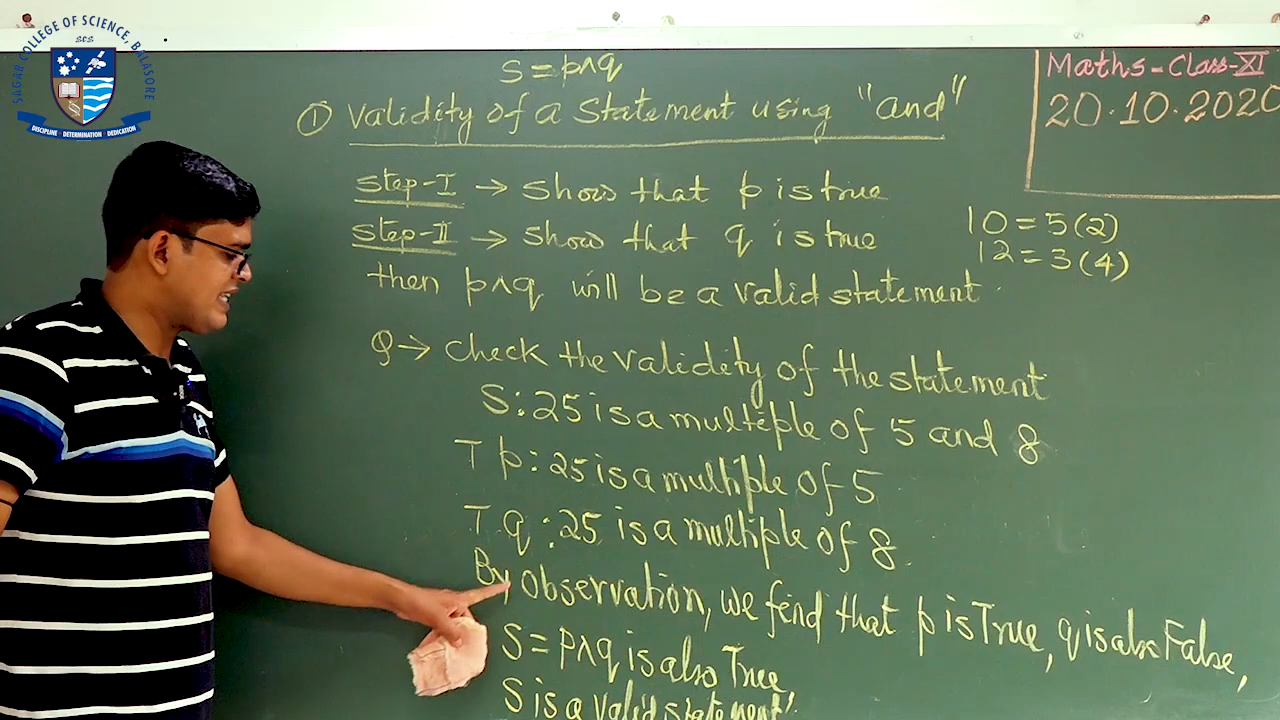 SAGAR COLLEGE OF SCIENCE, BALASORE
SCS
DISCIPLINE · DETERMINATION · DEDICATION
Maths - Class-XI
20.10.2020
S = p∧q
① Validity of a Statement using "and"
Step-I → Show that p is true
Step-II → Show that q is true
then p∧q will be a valid statement.
10 = 5(2)
12 = 3(4)
Q → Check the validity of the statement
S : 25 is a multiple of 5 and 8
T p : 25 is a multiple of 5
T q : 25 is a multiple of 8.
By Observation, we find that p is True, q is also False,
S = p∧q is also True
S is a valid statement.